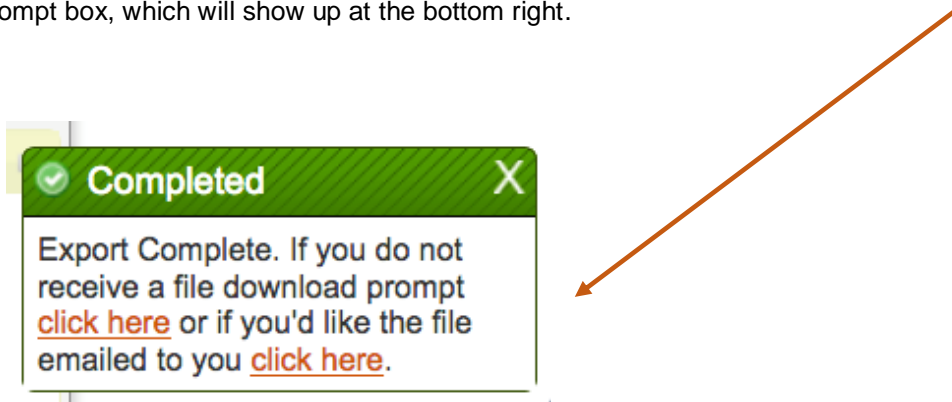 ompt box, which will show up at the bottom right.
Completed X
Export Complete. If you do not
receive a file download prompt
click here or if you'd like the file
emailed to you click here.